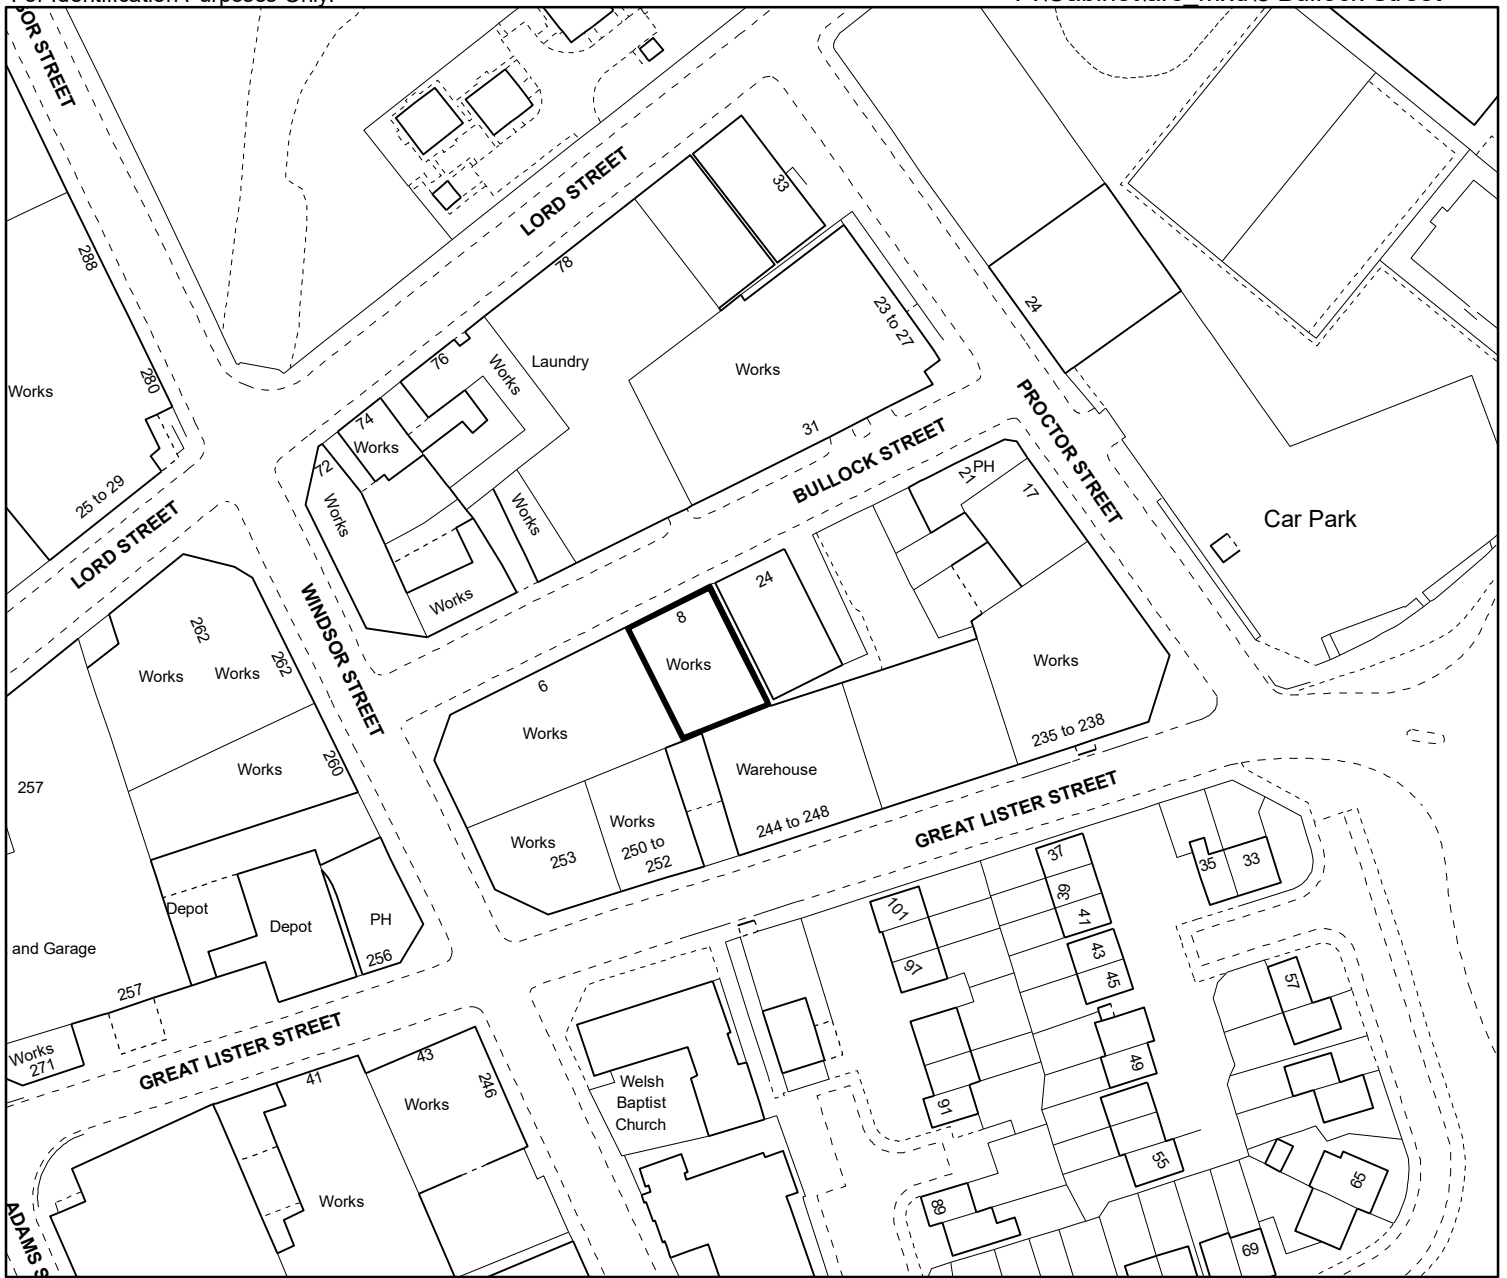 DOR STREET
288
280
Works
25 to 29
LORD STREET
LORD STREET
78
33
23 to 27
24
76
Works
Laundry
Works
74
Works
72
Works
Works
Works
31
BULLOCK STREET
PROCTOR STREET
21
PH
17
Car Park
WINDSOR STREET
262
262
Works
Works
Works
260
257
24
8
Works
6
Works
Works
235 to 238
Warehouse
244 to 248
Works
253
Works
250 to
252
GREAT LISTER STREET
Depot
Depot
PH
256
and Garage
257
Works
271
GREAT LISTER STREET
41
43
246
Works
Works
ADAMS S
Welsh
Baptist
Church
101
97
91
89
37
39
41
43
45
49
55
35
33
57
65
69